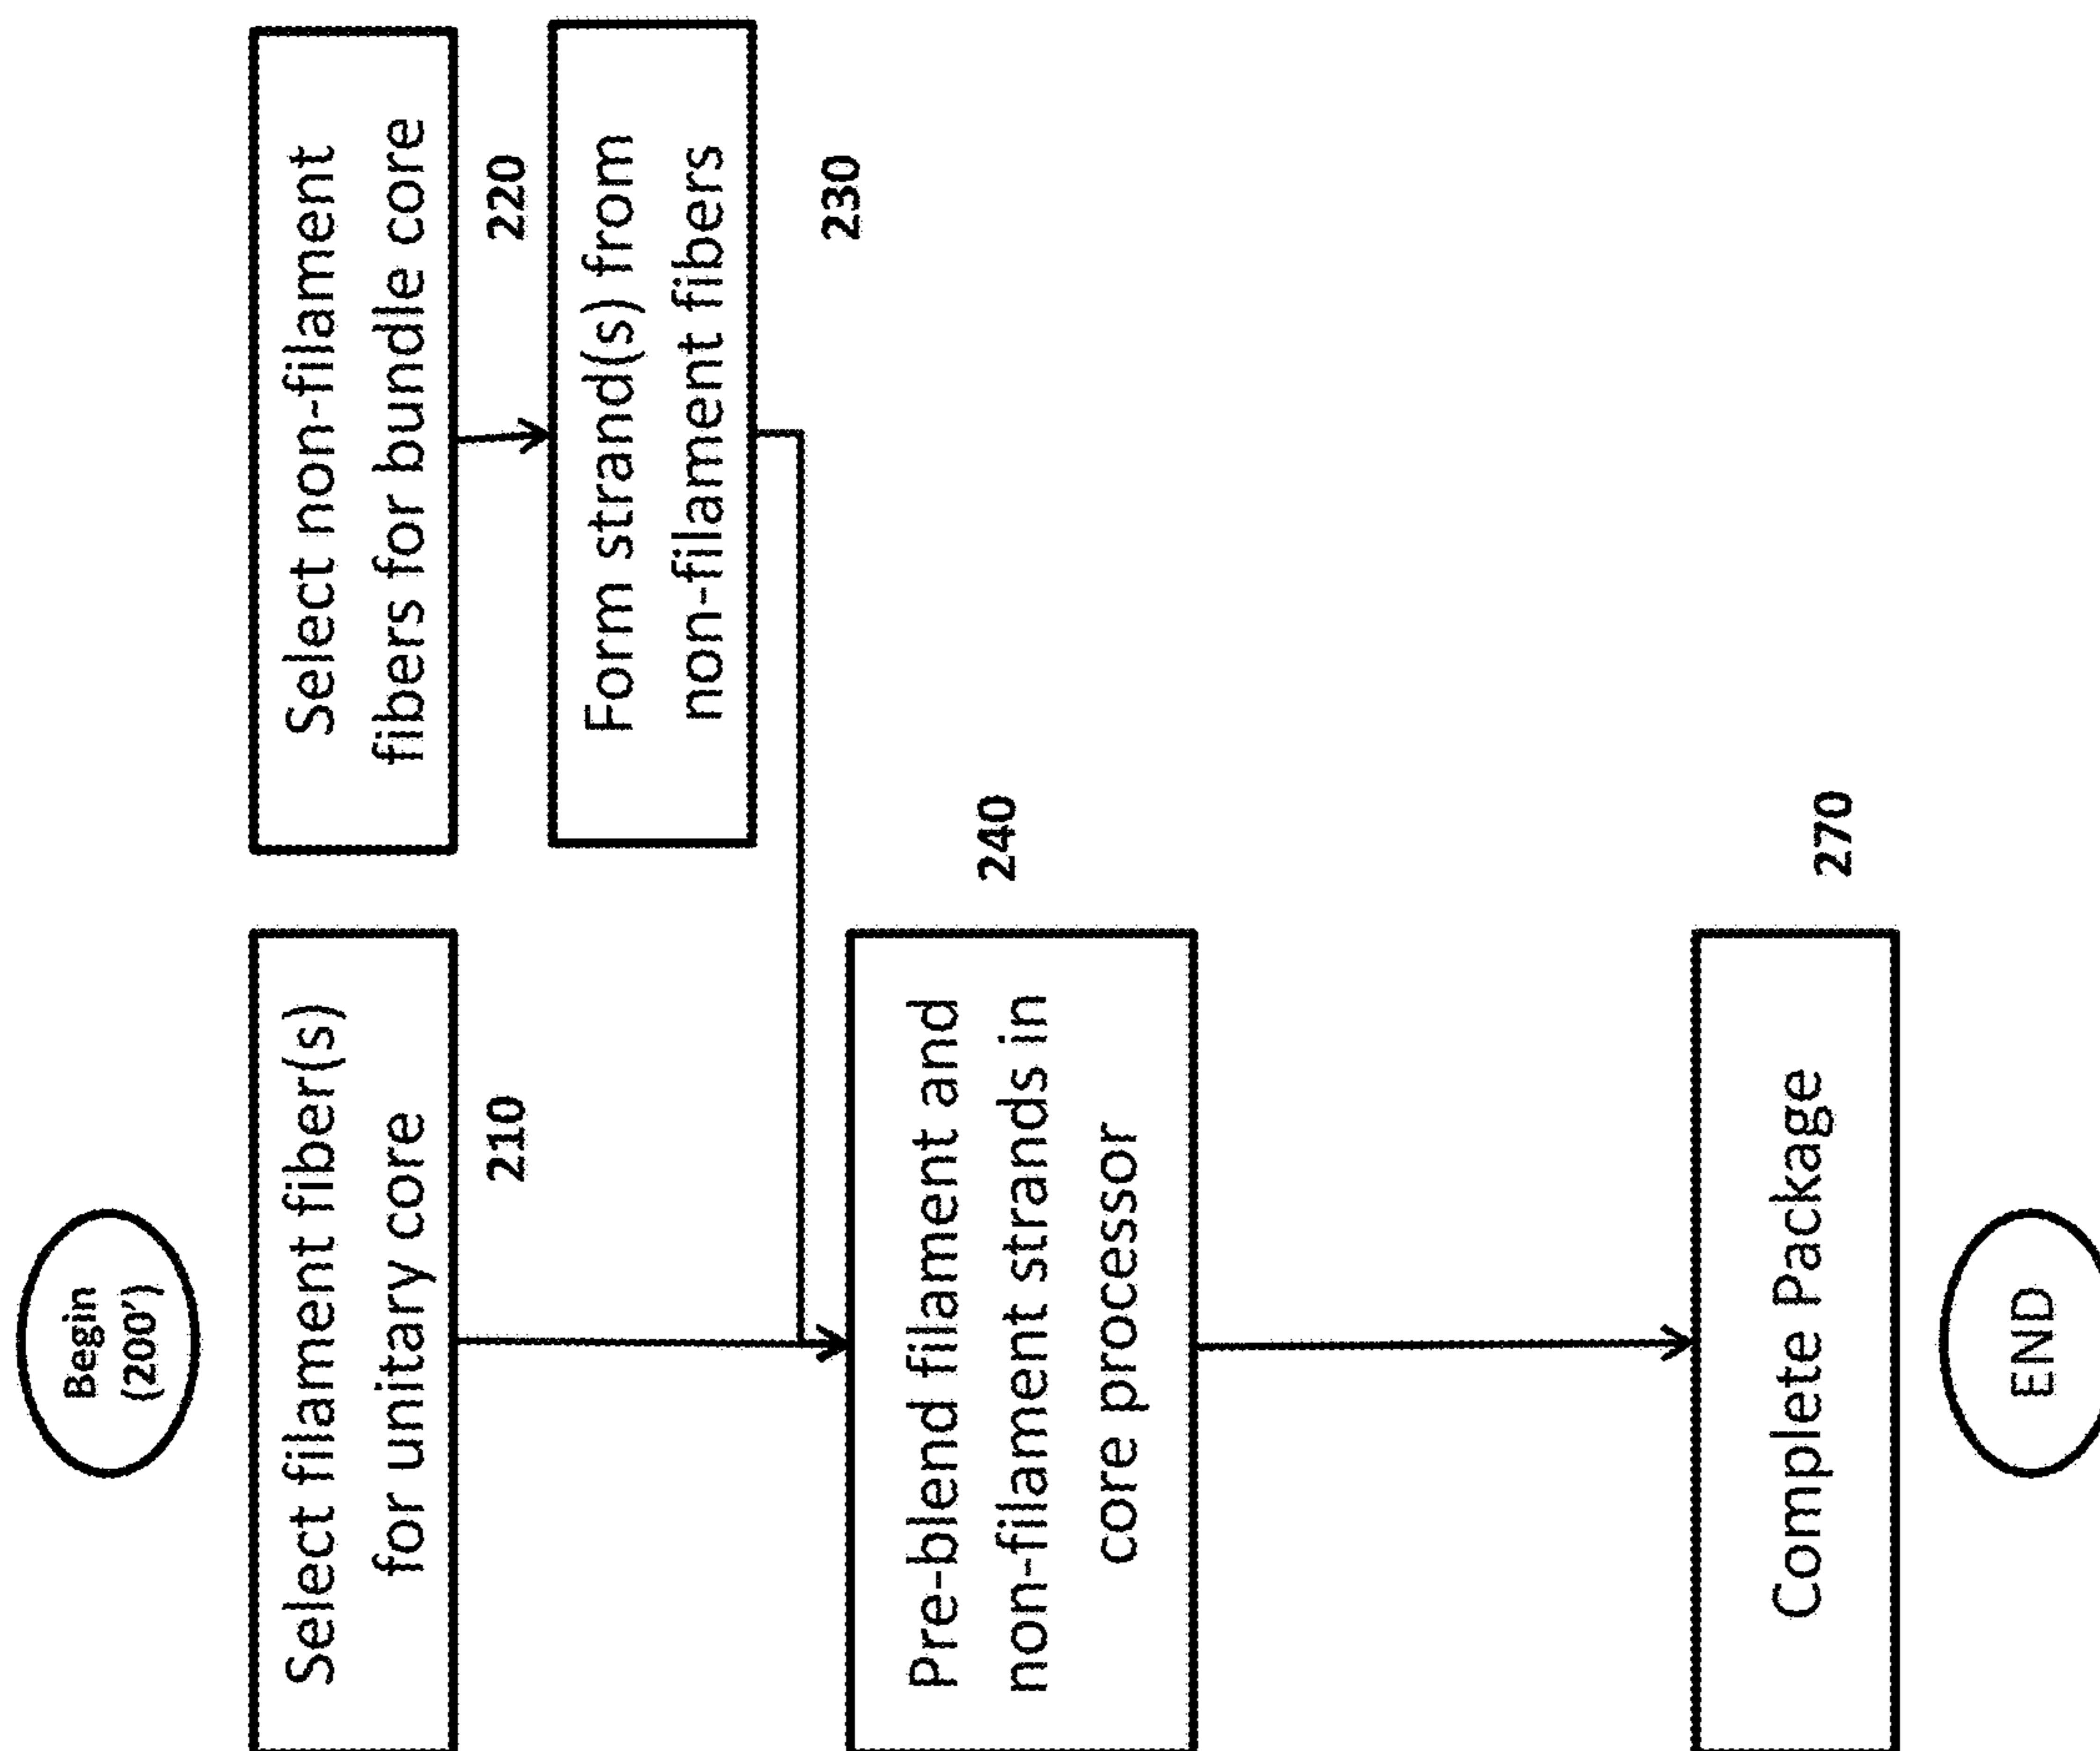 Begin
(200')
Select filament fiber(s)
for unitary core
210
Select non-filament
fibers for bundle core
220
Form strand(s) from
non-filament fibers
230
Pre-blend filament and
non-filament strands in
core processor
240
Complete Package
270
END